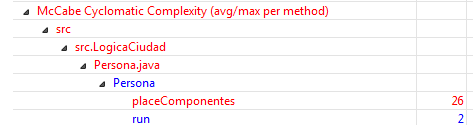 McCabe Cyclomatic Complexity (avg/max per method)
src
src.LogicaCiudad
Persona.java
Persona
placeComponentes 26
run 2